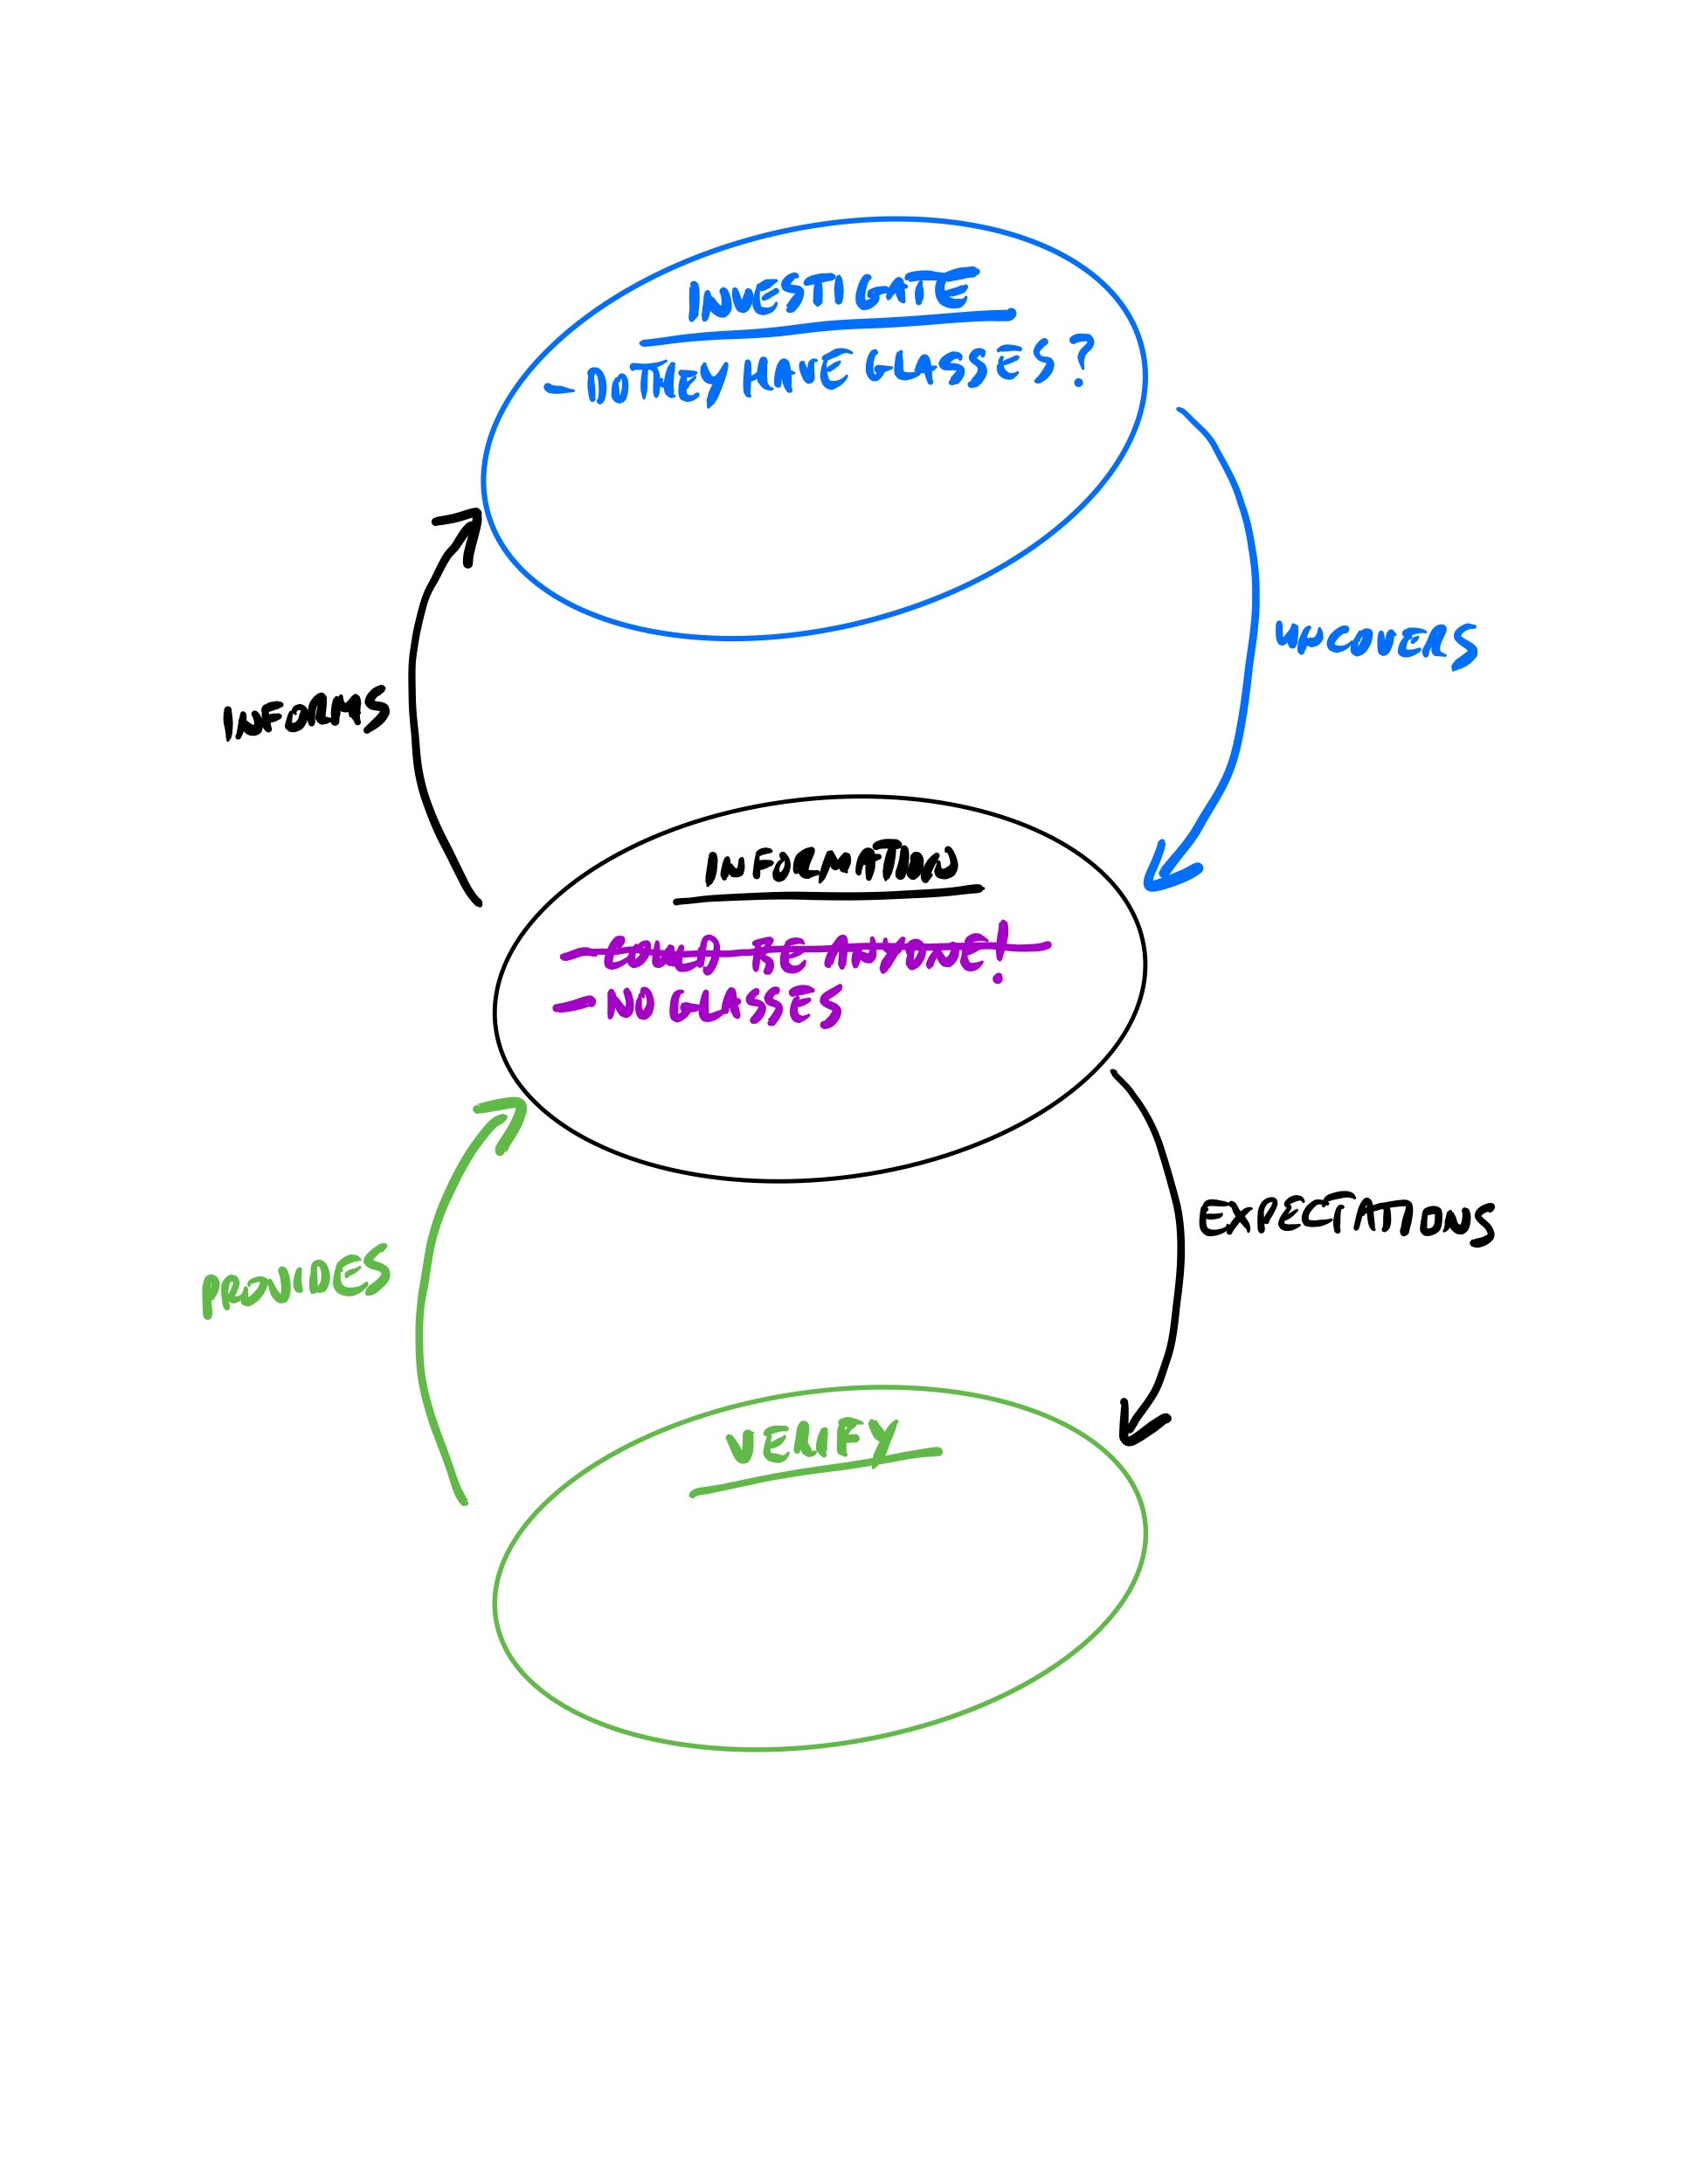 INVESTIGATE
- DO THEY HAVE GLASSES?
UNCOVERS
INFORMS
INFORMATION
- COULD BE ANYONE!
- NO GLASSES
EXPECTATIONS
PROVIDES
VERIFY